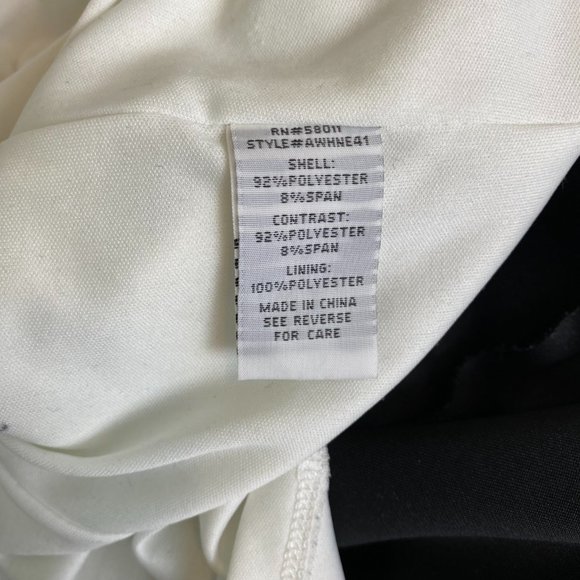 RN#58011
STYLE#AWHNE41
SHELL:
92%POLYESTER
8%SPAN
CONTRAST:
92%POLYESTER
8%SPAN
LINING:
100%POLYESTER
MADE IN CHINA
SEE REVERSE
FOR CARE